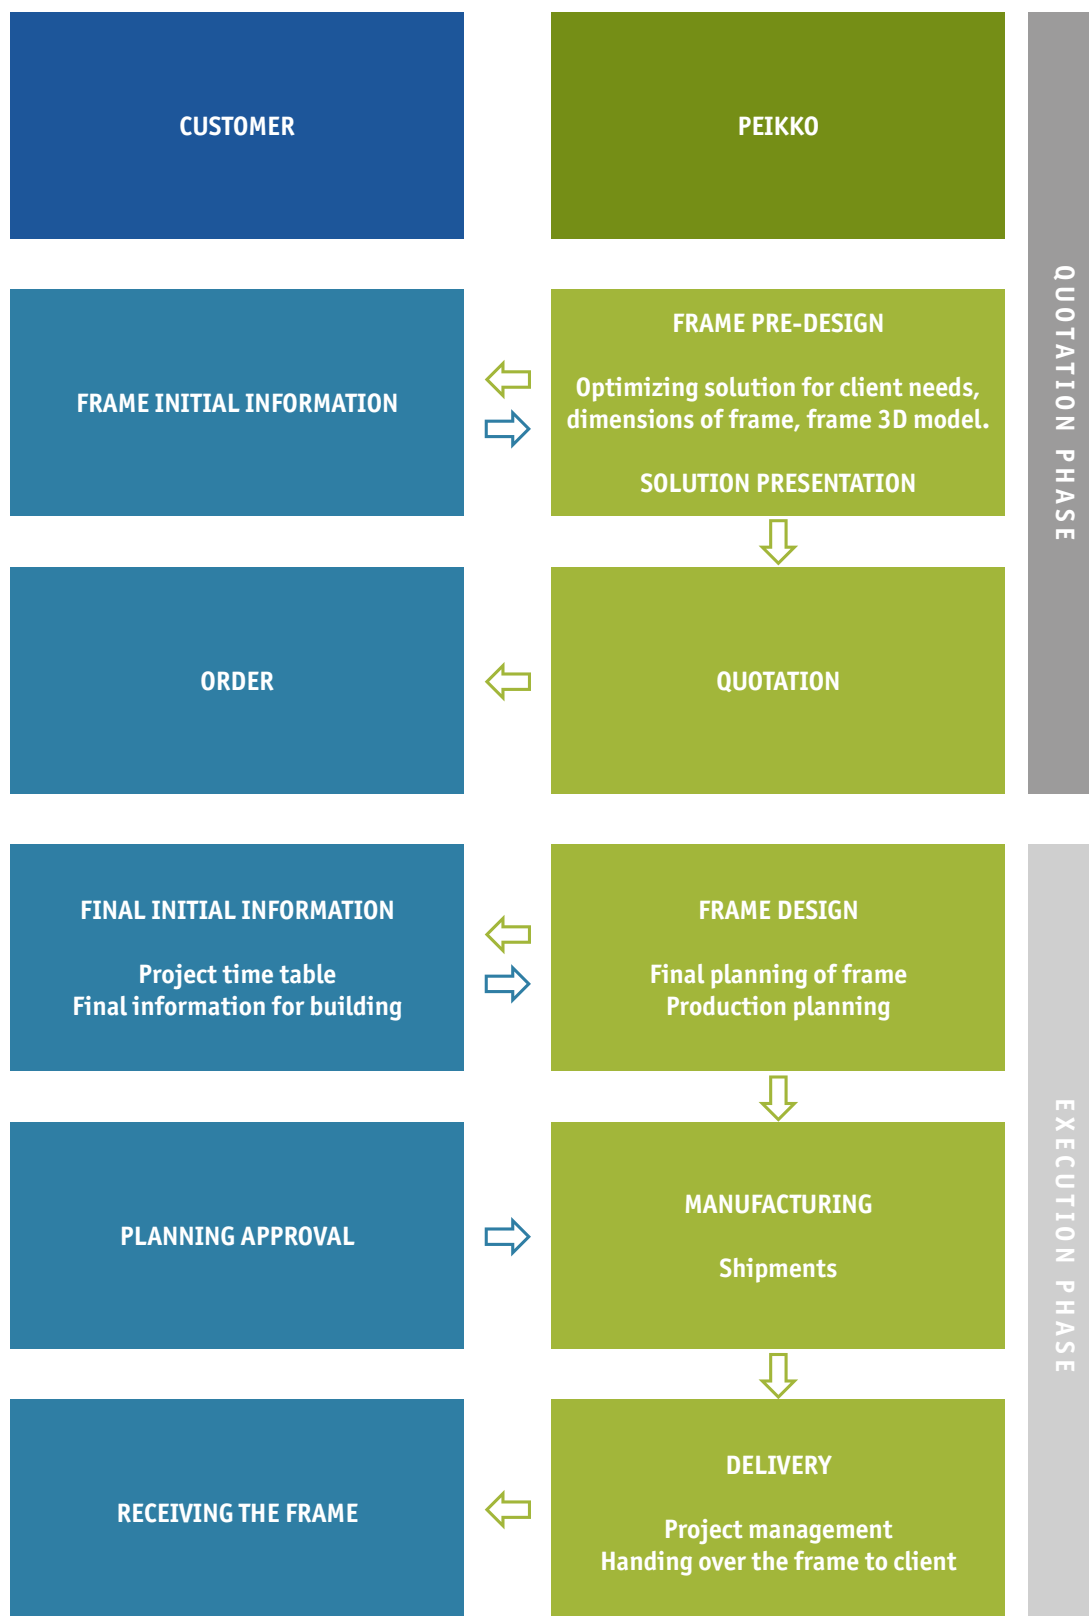 CUSTOMER
PEIKKO
QUOTATION PHASE
FRAME INITIAL INFORMATION
FRAME PRE-DESIGN
Optimizing solution for client needs,
dimensions of frame, frame 3D model.
SOLUTION PRESENTATION
ORDER
QUOTATION
FINAL INITIAL INFORMATION
Project time table
Final information for building
FRAME DESIGN
Final planning of frame
Production planning
EXECUTION PHASE
PLANNING APPROVAL
MANUFACTURING
Shipments
RECEIVING THE FRAME
DELIVERY
Project management
Handing over the frame to client